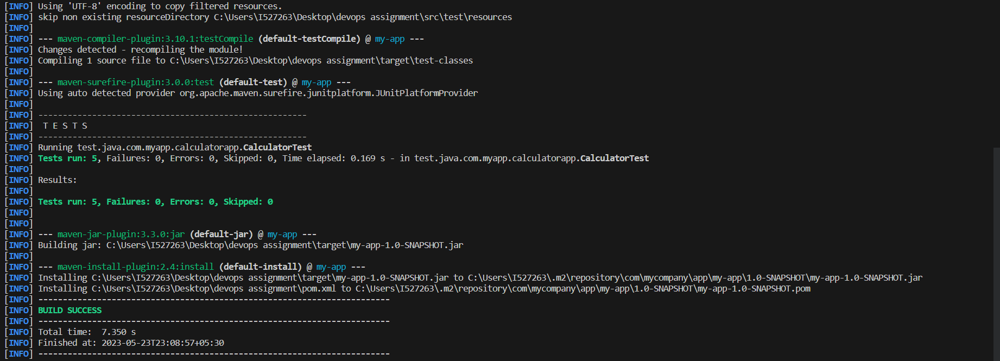 [INFO] Using 'UTF-8' encoding to copy filtered resources.
[INFO] skip non existing resourceDirectory C:\Users\I527263\Desktop\devops assignment\src\test\resources
[INFO]
[INFO] --- maven-compiler-plugin:3.10.1:testCompile (default-testCompile) @ my-app ---
[INFO] Changes detected - recompiling the module!
[INFO] Compiling 1 source file to C:\Users\I527263\Desktop\devops assignment\target\test-classes
[INFO]
[INFO] --- maven-surefire-plugin:3.0.0:test (default-test) @ my-app ---
[INFO] Using auto detected provider org.apache.maven.surefire.junitplatform.JUnitPlatformProvider
[INFO]
[INFO] -------------------------------------------------------
[INFO]  T E S T S
[INFO] -------------------------------------------------------
[INFO] Running test.java.com.myapp.calculatorapp.CalculatorTest
[INFO] Tests run: 5, Failures: 0, Errors: 0, Skipped: 0, Time elapsed: 0.169 s - in test.java.com.myapp.calculatorapp.CalculatorTest
[INFO]
[INFO] Results:
[INFO]
[INFO] Tests run: 5, Failures: 0, Errors: 0, Skipped: 0
[INFO]
[INFO]
[INFO] --- maven-jar-plugin:3.3.0:jar (default-jar) @ my-app ---
[INFO] Building jar: C:\Users\I527263\Desktop\devops assignment\target\my-app-1.0-SNAPSHOT.jar
[INFO]
[INFO] --- maven-install-plugin:2.4:install (default-install) @ my-app ---
[INFO] Installing C:\Users\I527263\Desktop\devops assignment\target\my-app-1.0-SNAPSHOT.jar to C:\Users\I527263\.m2\repository\com\mycompany\app\my-app\1.0-SNAPSHOT\my-app-1.0-SNAPSHOT.jar
[INFO] Installing C:\Users\I527263\Desktop\devops assignment\pom.xml to C:\Users\I527263\.m2\repository\com\mycompany\app\my-app\1.0-SNAPSHOT\my-app-1.0-SNAPSHOT.pom
[INFO] ------------------------------------------------------------------------
[INFO] BUILD SUCCESS
[INFO] ------------------------------------------------------------------------
[INFO] Total time:  7.350 s
[INFO] Finished at: 2023-05-23T23:08:57+05:30
[INFO] ------------------------------------------------------------------------